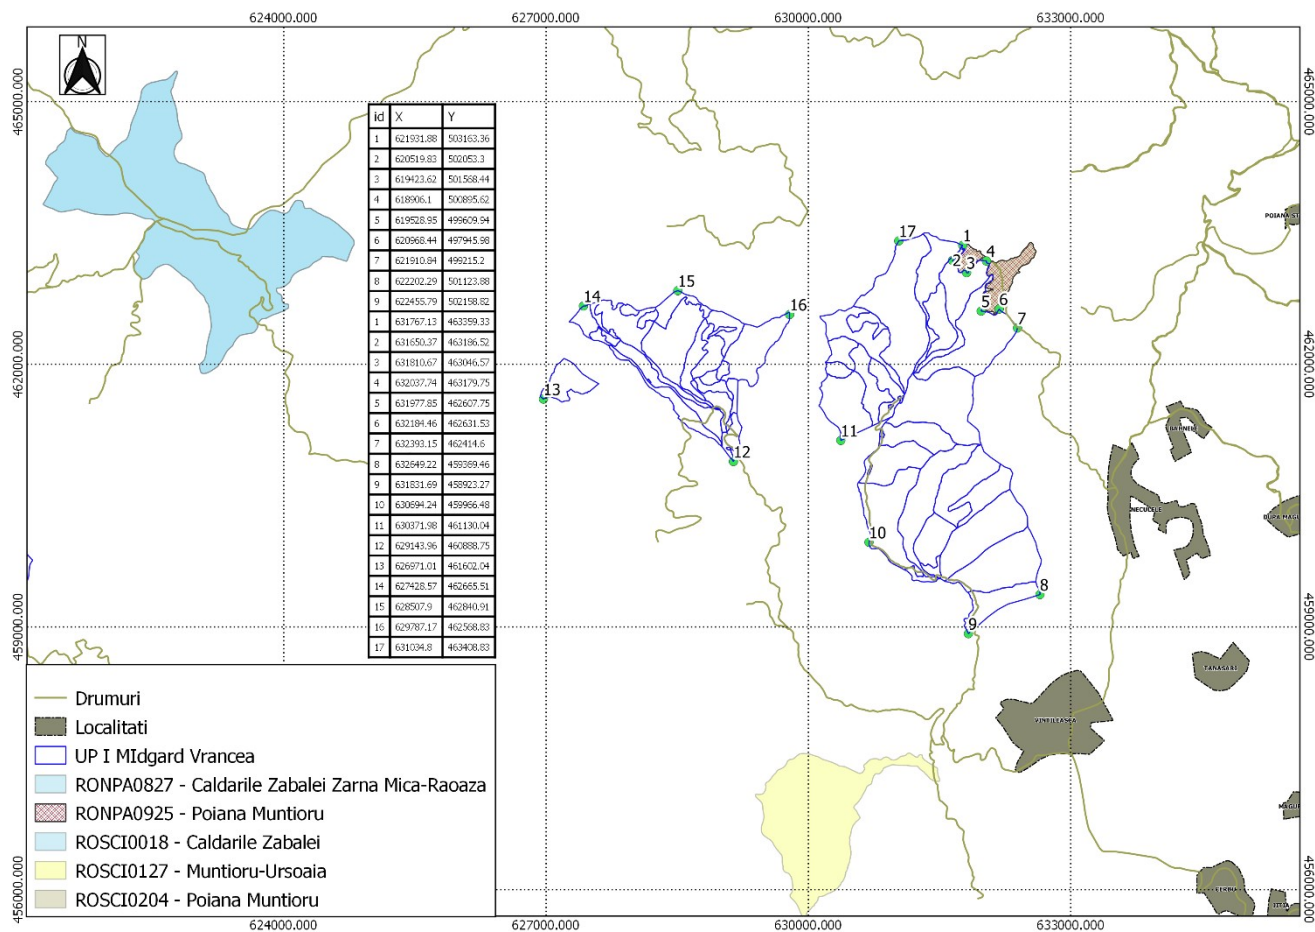 624000.000 627000.000 630000.000 633000.000
N
465000.000 465000.000
id X Y
1 621931.88 503163.36
2 620519.83 502053.3
3 619423.62 501568.44
4 618906.1 500895.62
5 619528.95 499609.94
6 620968.44 497945.98
7 621910.84 499215.2
8 622202.29 501123.88
9 622455.79 502158.82
1 631767.13 463359.33
2 631650.37 463186.52
3 631810.67 463046.57
4 632037.74 463179.75
5 631977.85 462607.75
6 632184.46 462631.53
7 632393.15 462414.6
8 632649.22 459369.46
9 631831.69 458923.27
10 630694.24 459966.48
11 630371.98 461130.04
12 629143.96 460888.75
13 626971.01 461602.04
14 627428.57 462665.51
15 628507.9 462840.91
16 629787.17 462568.83
17 631034.8 463408.83
POIANA ST
17
1
2
3
4
15
14
16
5
6
7
462000.000 462000.000
13
11
BAHNELE
12
NECULELE
DUPA MAGU
10
8
9
459000.000 459000.000
TANASARI
VINTILEASCA
Drumuri
Localitati
UP I MIdgard Vrancea
RONPA0827 - Caldarile Zabalei Zarna Mica-Raoaza
RONPA0925 - Poiana Muntioru
ROSCI0018 - Caldarile Zabalei
ROSCI0127 - Muntioru-Ursoaia
ROSCI0204 - Poiana Muntioru
MAGUR
456000.000 456000.000
624000.000 627000.000 630000.000 633000.000